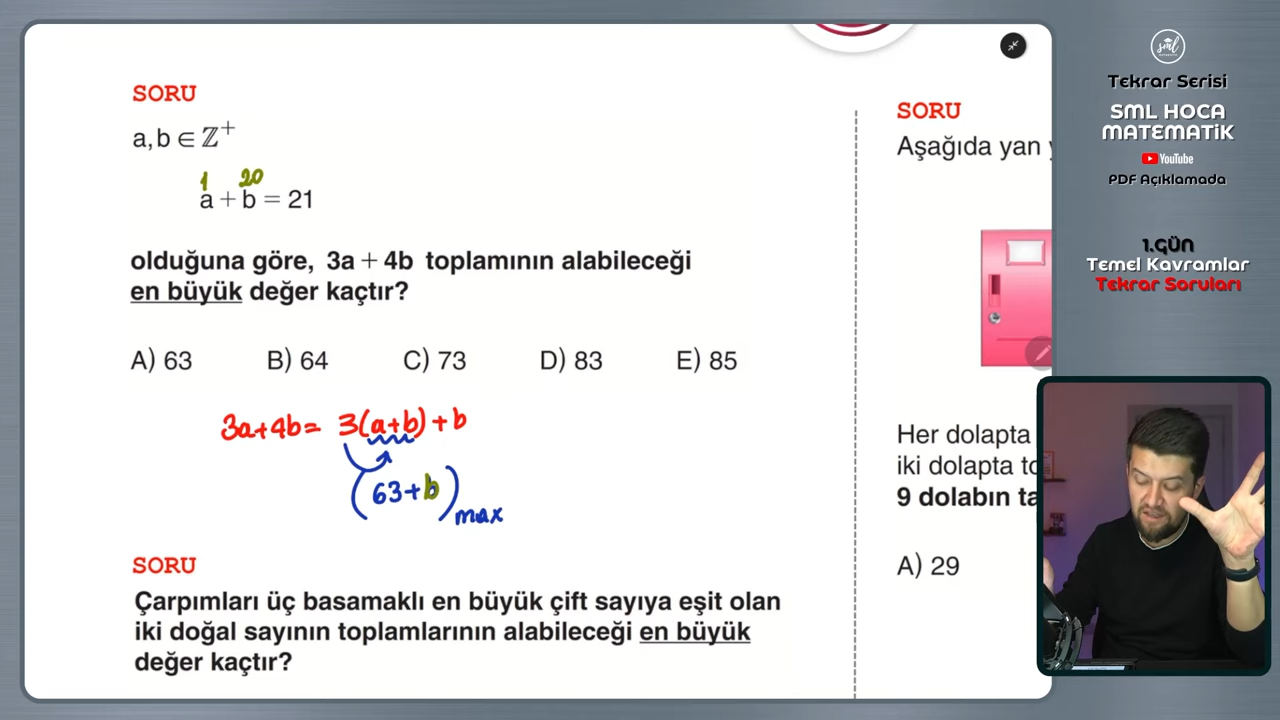 SORU
a, b ∈ ℤ⁺
1 20
a + b = 21
olduğuna göre, 3a + 4b toplamının alabileceği
en büyük değer kaçtır?
A) 63 B) 64 C) 73 D) 83 E) 85
3a+4b = 3(a+b) + b
(63+b) max
SORU
Çarpımları üç basamaklı en büyük çift sayıya eşit olan
iki doğal sayının toplamlarının alabileceği en büyük
değer kaçtır?
SORU
Aşağıda yan
Her dolapta
iki dolapta
9 dolabın
A) 29
sml
Tekrar Serisi
SML HOCA
MATEMATİK
YouTube
PDF Açıklamada
1.GÜN
Temel Kavramlar
Tekrar Soruları